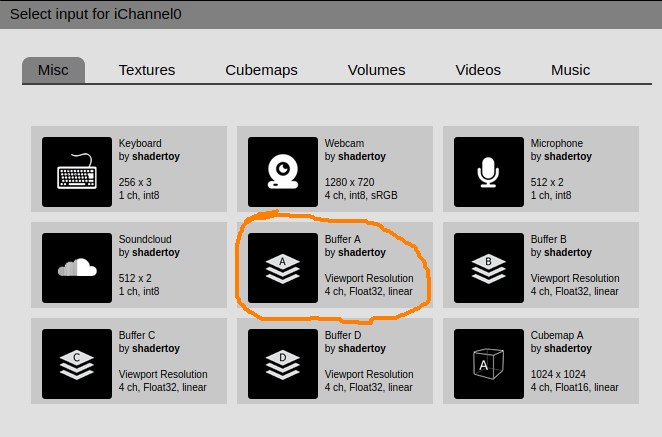 Select input for iChannel0
Misc
Textures
Cubemaps
Volumes
Videos
Music
Keyboard
by shadertoy
256 x 3
1 ch, int8
Webcam
by shadertoy
1280 x 720
4 ch, int8, sRGB
Microphone
by shadertoy
512 x 2
1 ch, int8
Soundcloud
by shadertoy
512 x 2
1 ch, int8
A
Buffer A
by shadertoy
Viewport Resolution
4 ch, Float32, linear
B
Buffer B
by shadertoy
Viewport Resolution
4 ch, Float32, linear
C
Buffer C
by shadertoy
Viewport Resolution
4 ch, Float32, linear
D
Buffer D
by shadertoy
Viewport Resolution
4 ch, Float32, linear
A
Cubemap A
by shadertoy
1024 x 1024
4 ch, Float16, linear